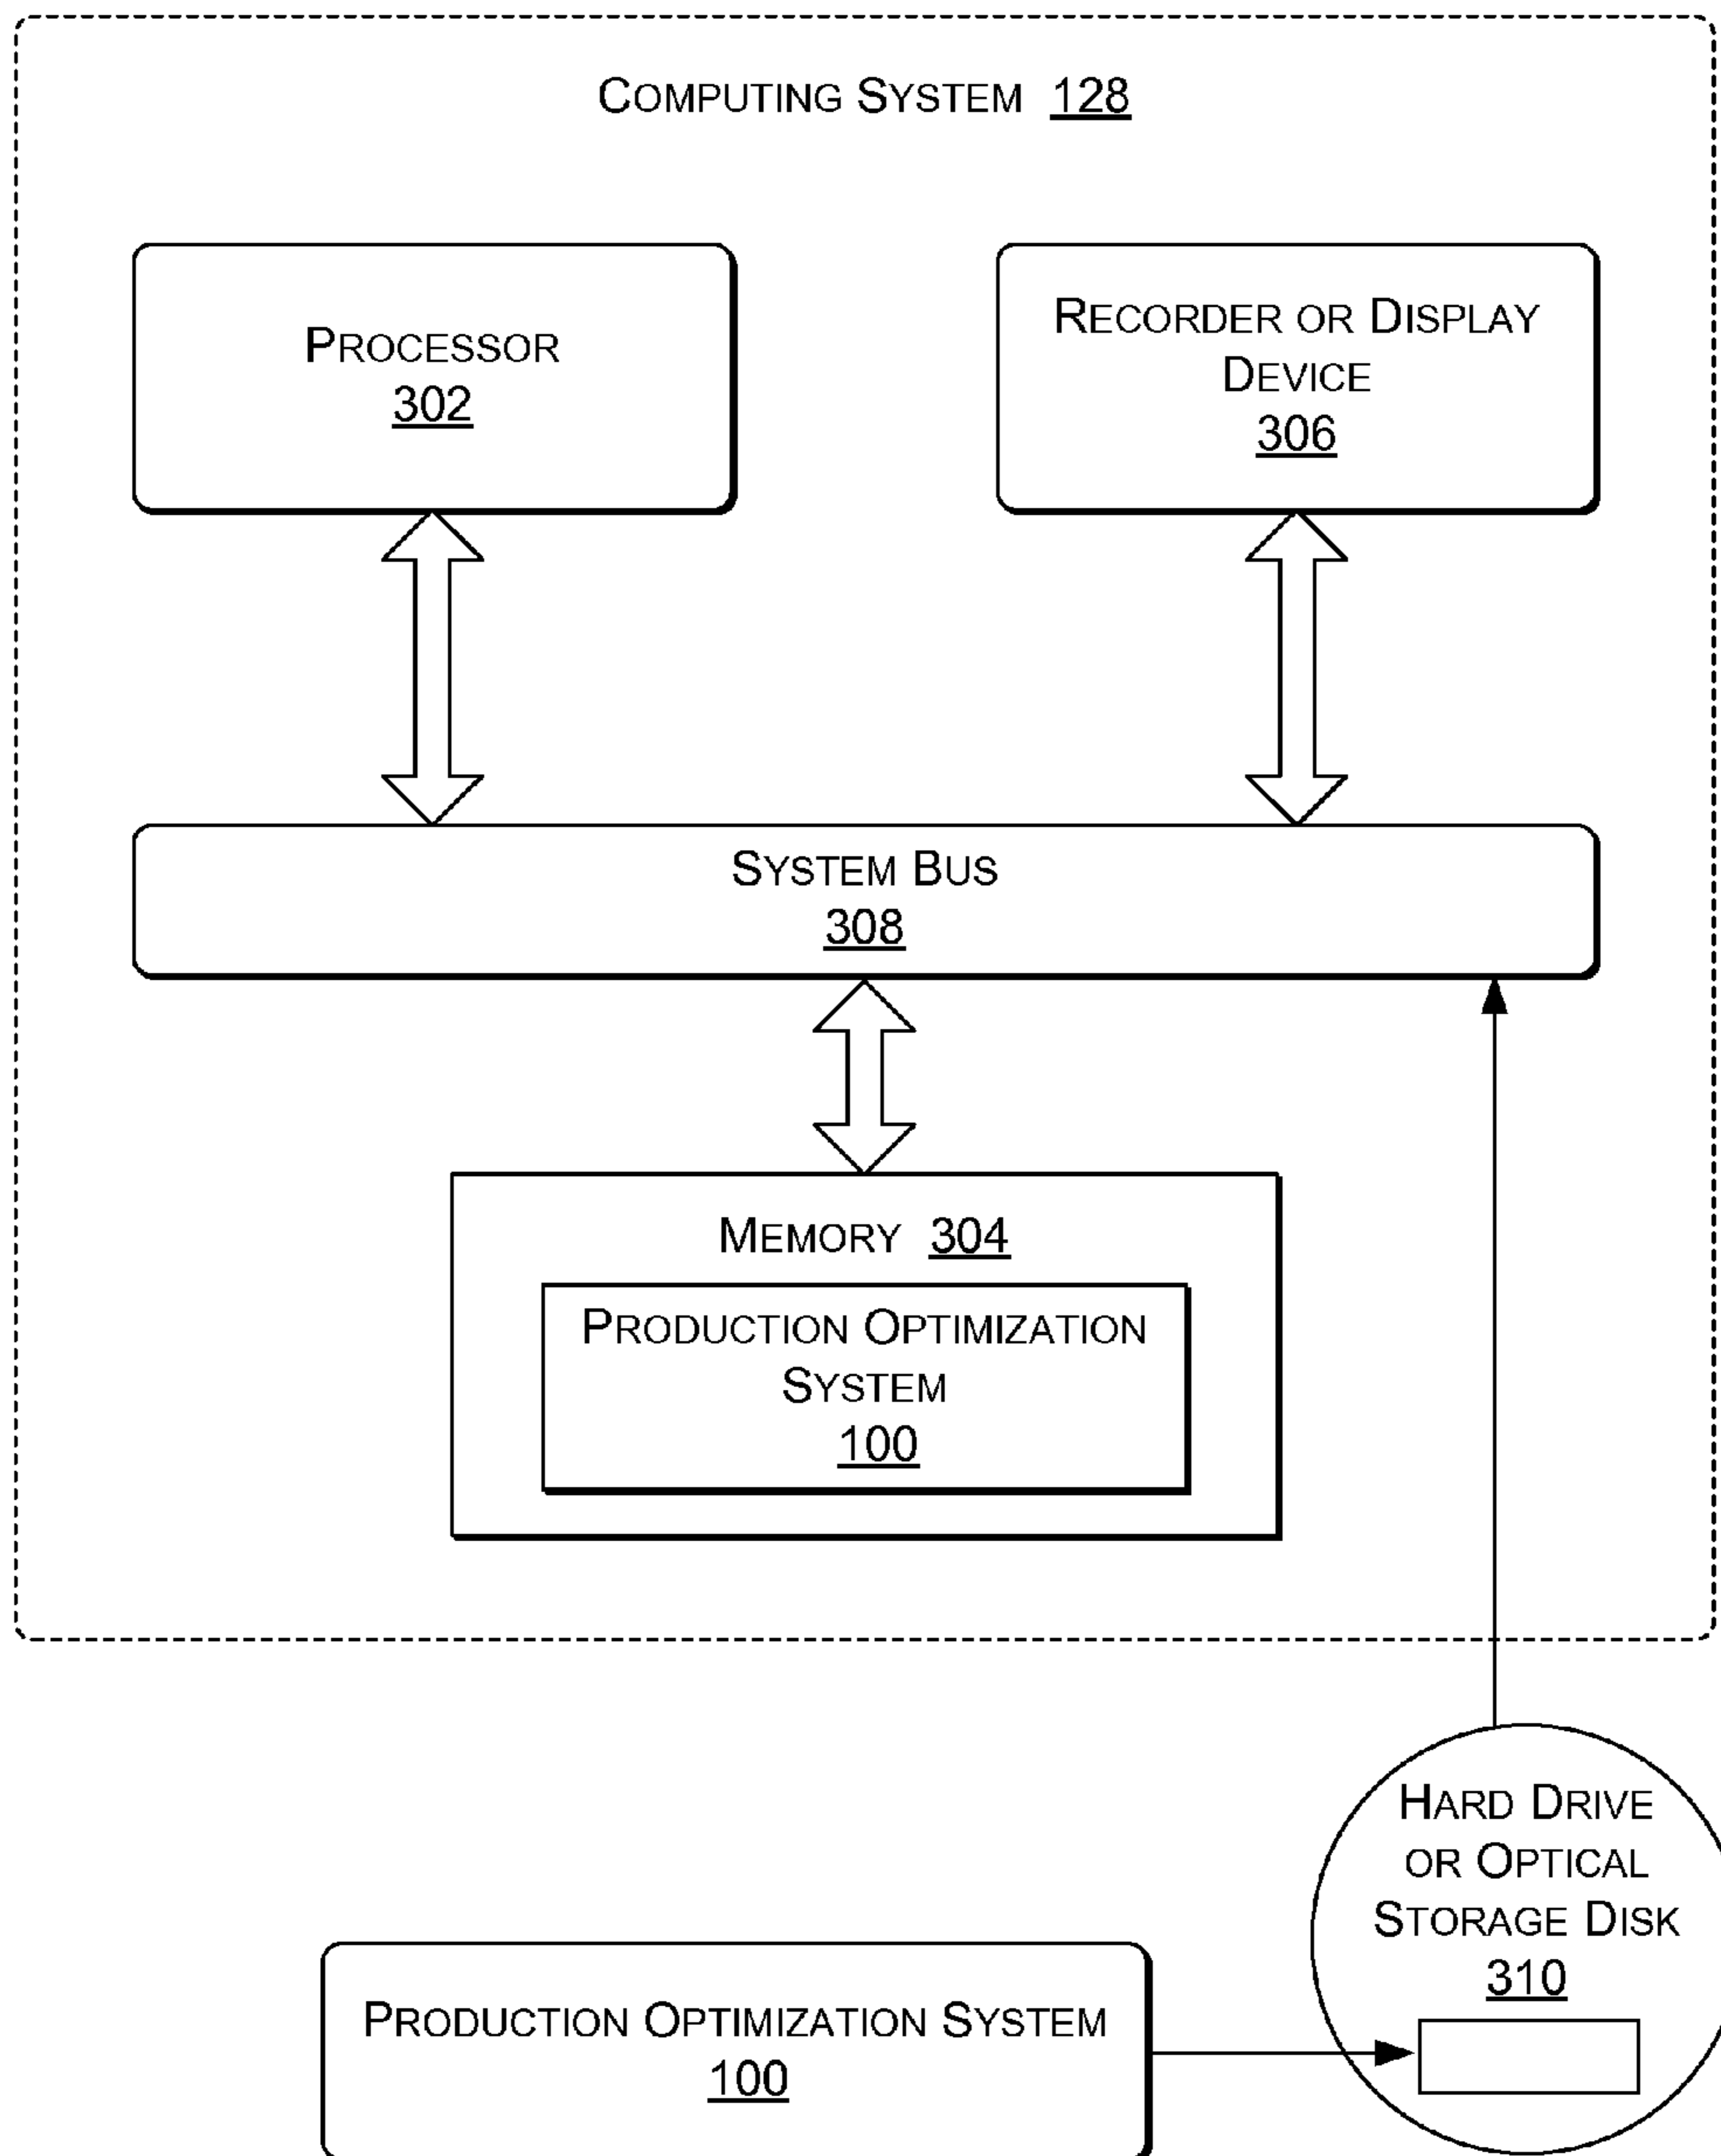 COMPUTING SYSTEM 128
PROCESSOR
302
RECORDER OR DISPLAY
DEVICE
306
SYSTEM BUS
308
MEMORY 304
PRODUCTION OPTIMIZATION
SYSTEM
100
HARD DRIVE
OR OPTICAL
STORAGE DISK
310
PRODUCTION OPTIMIZATION SYSTEM
100